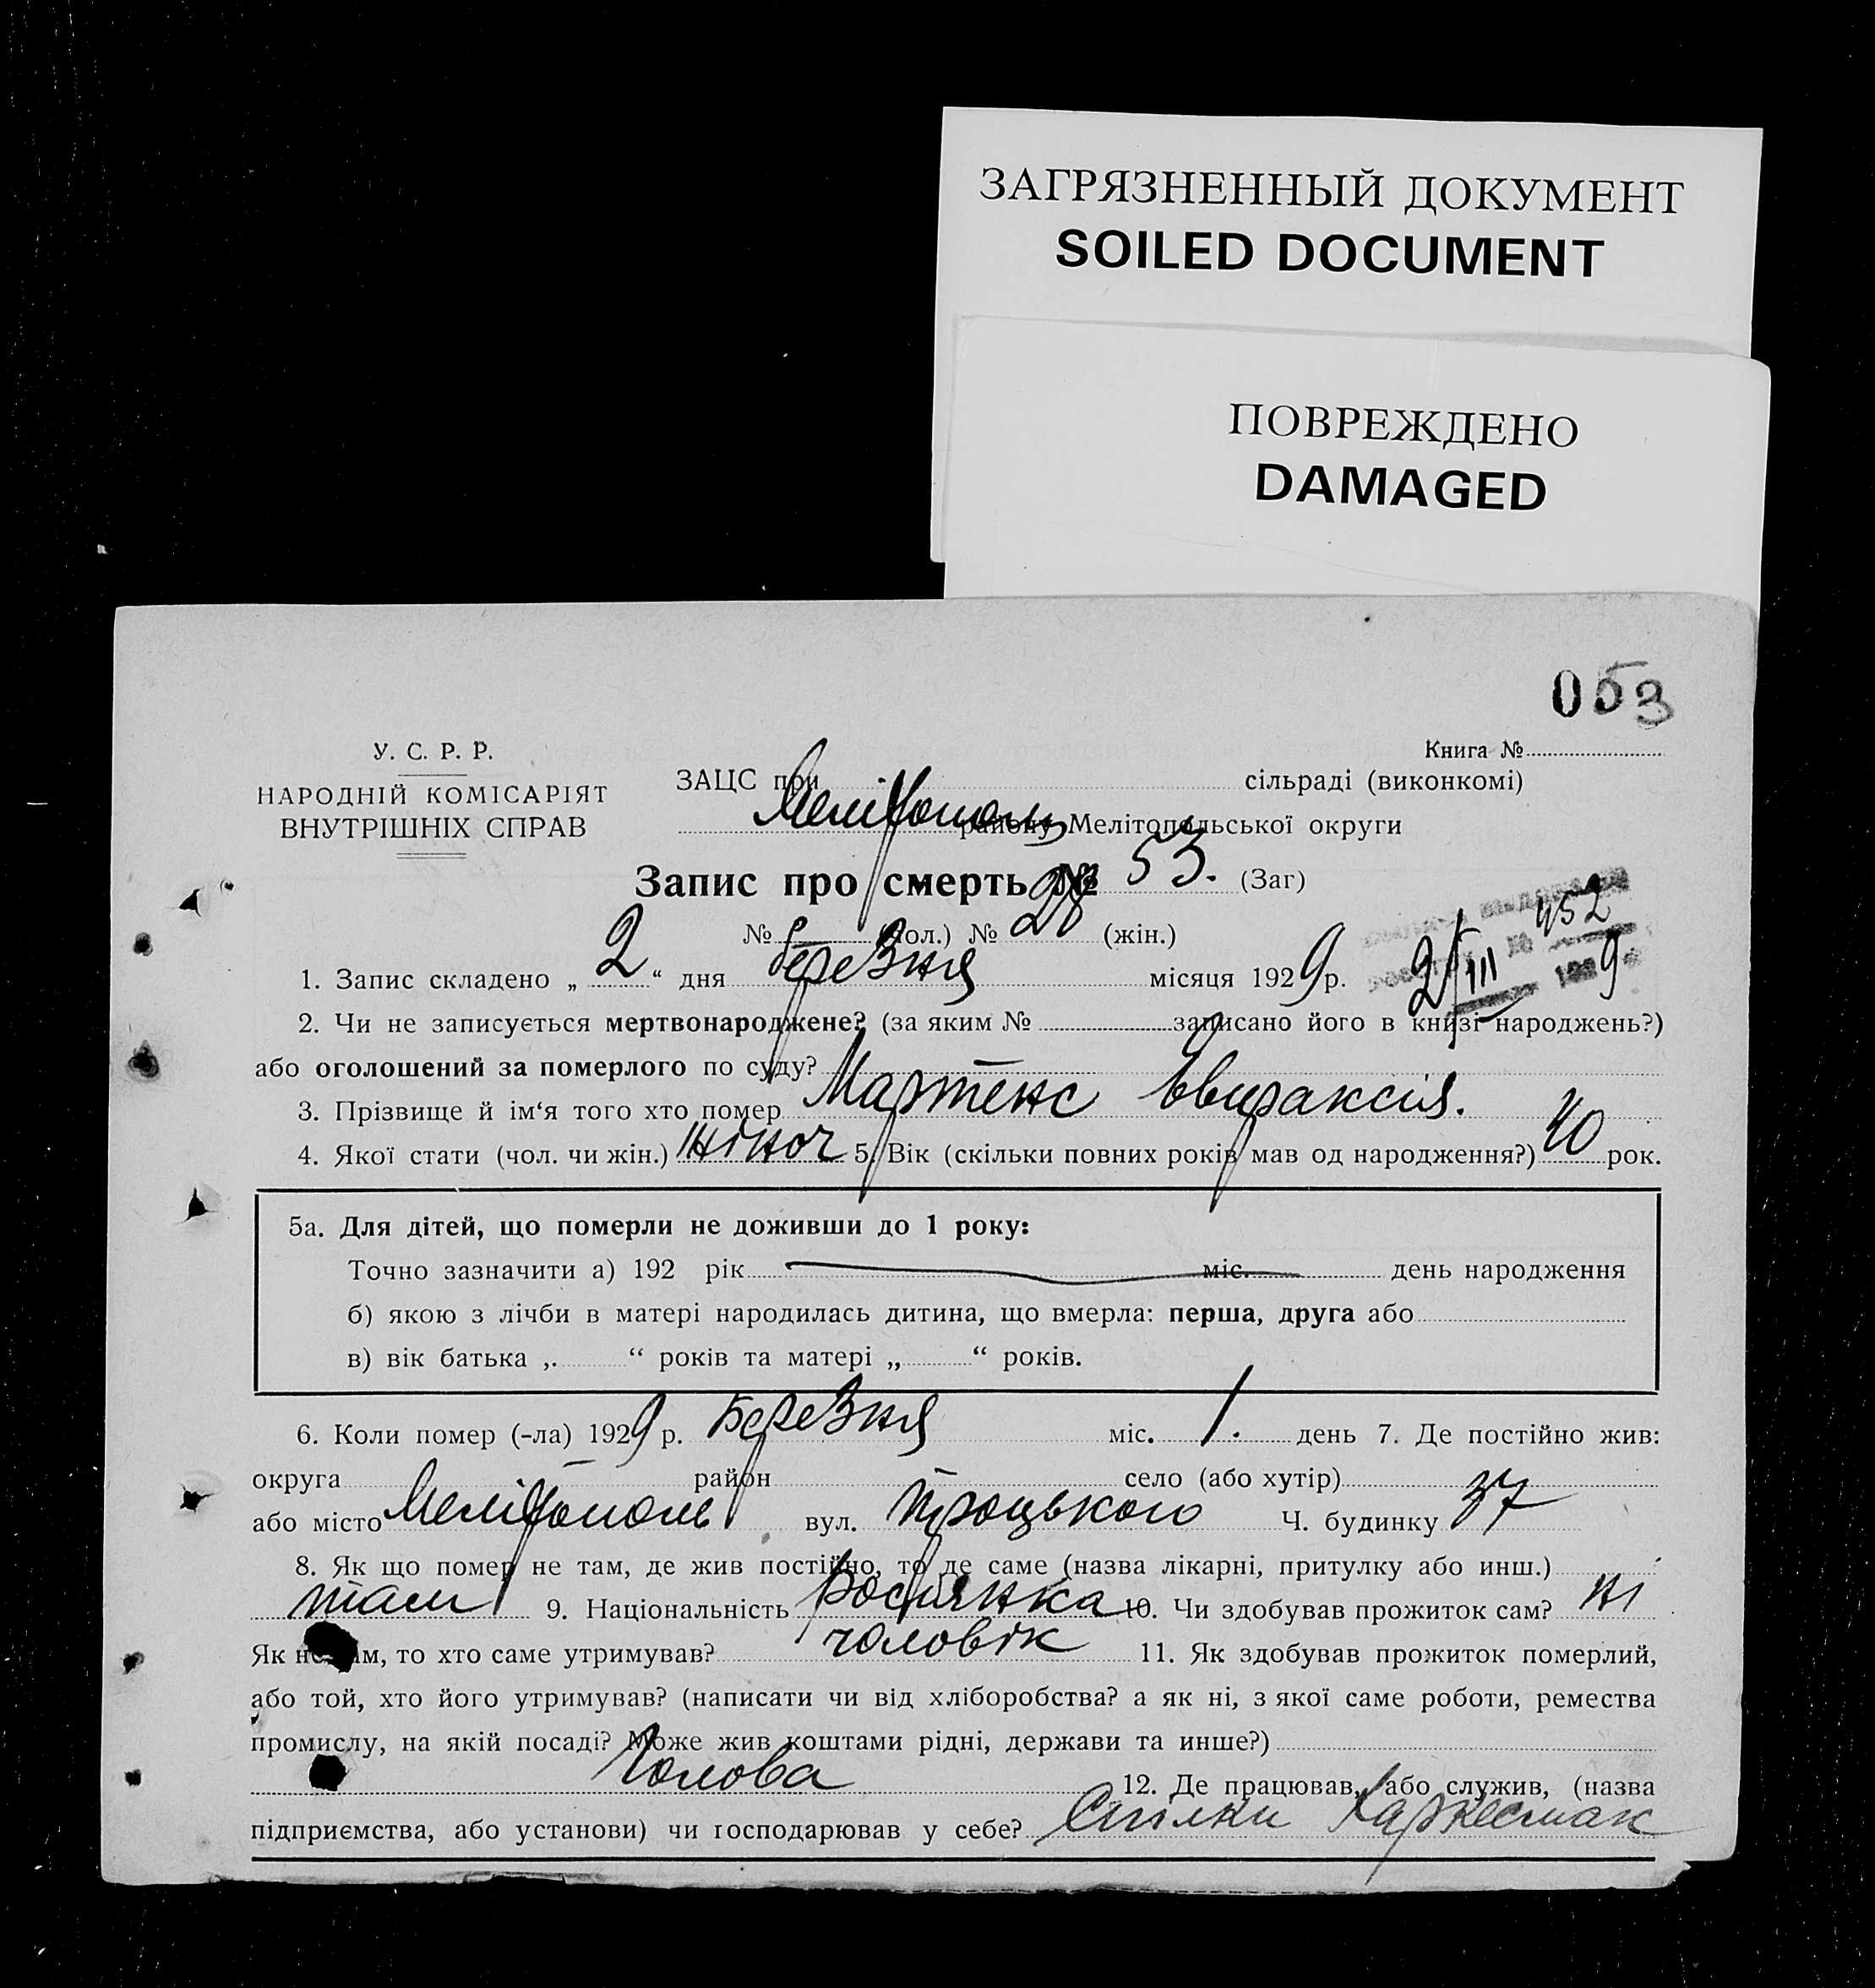 ЗАГРЯЗНЕННЫЙ ДОКУМЕНТ
SOILED DOCUMENT
ПОВРЕЖДЕНО
DAMAGED
053
У. С. Р. Р.
НАРОДНІЙ КОМІСАРІЯТ
ВНУТРІШНІХ СПРАВ
Книга №
ЗАЦС при сільраді (виконкомі)
Мелітополь району Мелітопольської округи
Запис про смерть № 53. (Заг)
№ (чол.) № 28 (жін.)
452
2/III 1929
1. Запис складено „ 2 “ дня березня місяця 1929 р.
2. Чи не записується мертвонароджене? (за яким № записано його в книзі народжень?)
або оголошений за померлого по суду?
3. Прізвище й ім‘я того хто помер Мартенс Євпраксія.
4. Якої стати (чол. чи жін.) жіноч 5. Вік (скільки повних років мав од народження?) 40 рок.
5а. Для дітей, що померли не доживши до 1 року:
Точно зазначити а) 192 рік міс. день народження
б) якою з лічби в матері народилась дитина, що вмерла: перша, друга або
в) вік батька „ “ років та матері „ “ років.
6. Коли помер (-ла) 1929 р. Березня міс. 1. день 7. Де постійно жив:
округа район село (або хутір)
або місто Мелітополь вул. Троцького Ч. будинку 37
8. Як що помер не там, де жив постійно, то де саме (назва лікарні, притулку або инш.)
там 9. Національність Росіянка 10. Чи здобував прожиток сам? ні
Як не сам, то хто саме утримував? чоловік 11. Як здобував прожиток померлий,
або той, хто його утримував? (написати чи від хліборобства? а як ні, з якої саме роботи, ремества
промислу, на якій посаді? Може жив коштами рідні, держави та инше?)
Голова 12. Де працював, або служив, (назва
підприємства, або установи) чи господарював у себе? Спілки